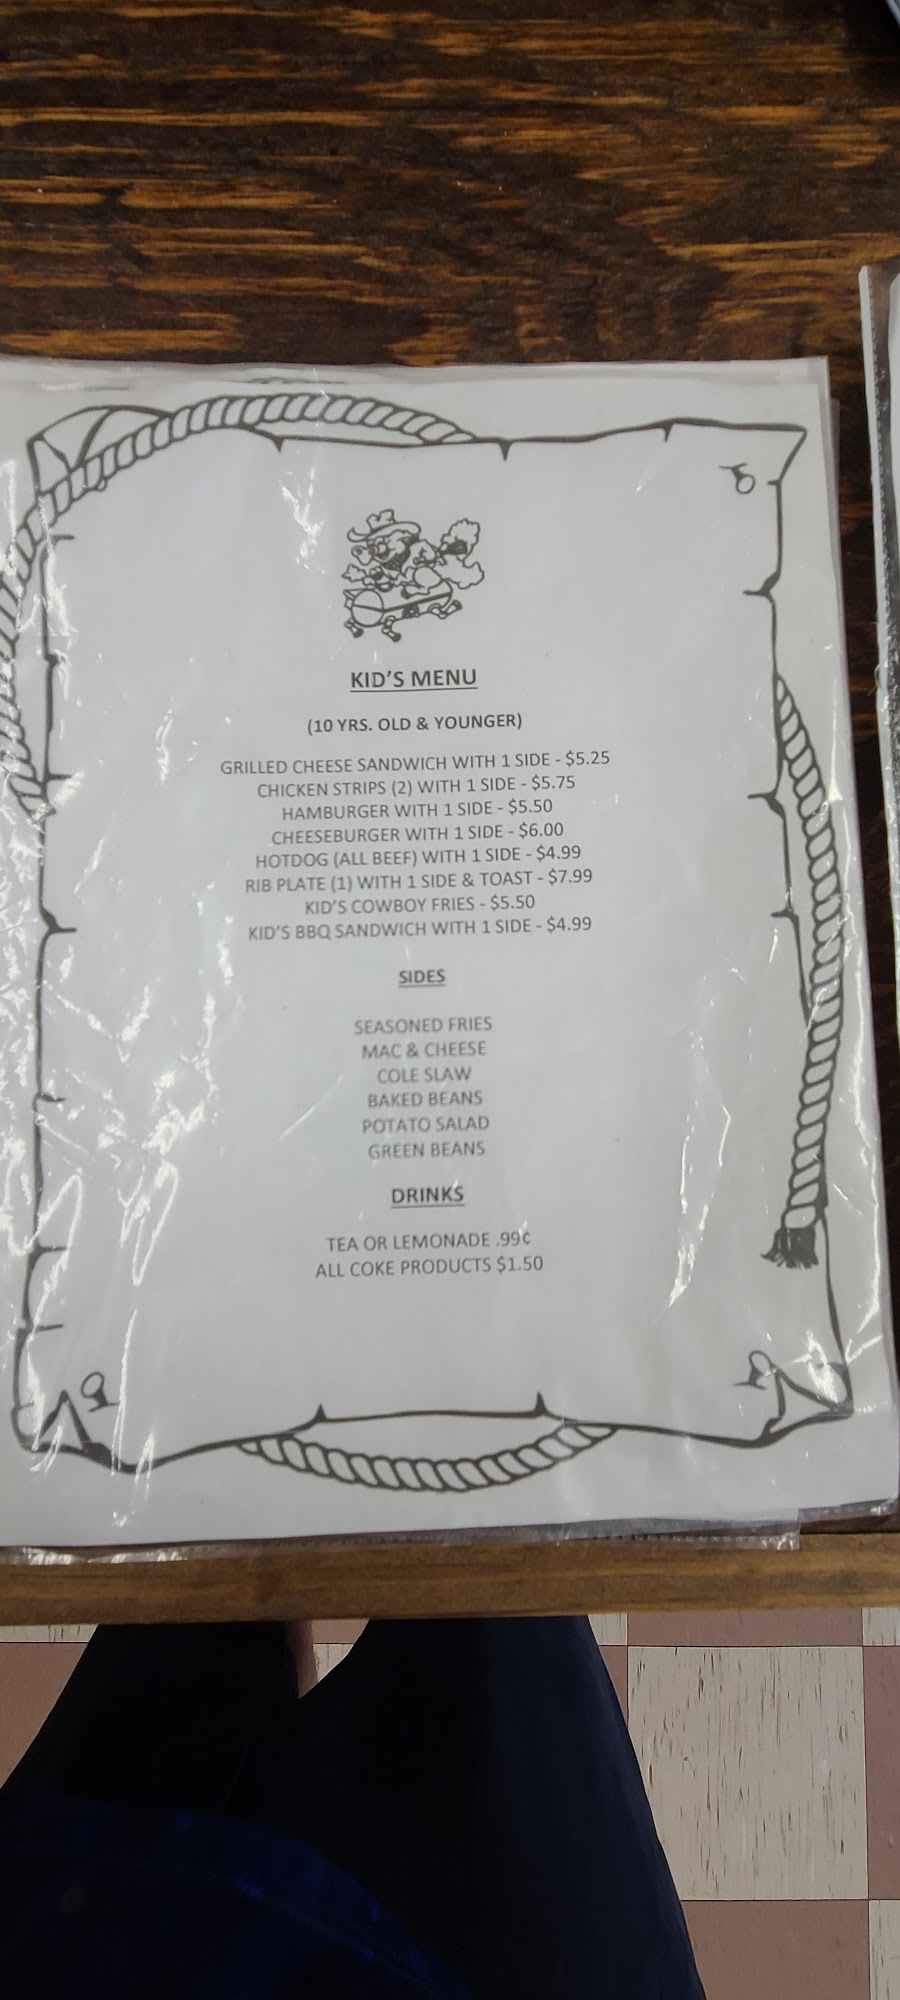 KID'S MENU
(10 YRS. OLD & YOUNGER)
GRILLED CHEESE SANDWICH WITH 1 SIDE - $5.25
CHICKEN STRIPS (2) WITH 1 SIDE - $5.75
HAMBURGER WITH 1 SIDE - $5.50
CHEESEBURGER WITH 1 SIDE - $6.00
HOTDOG (ALL BEEF) WITH 1 SIDE - $4.99
RIB PLATE (1) WITH 1 SIDE & TOAST - $7.99
KID'S COWBOY FRIES - $5.50
KID'S BBQ SANDWICH WITH 1 SIDE - $4.99
SIDES
SEASONED FRIES
MAC & CHEESE
COLE SLAW
BAKED BEANS
POTATO SALAD
GREEN BEANS
DRINKS
TEA OR LEMONADE .99¢
ALL COKE PRODUCTS $1.50